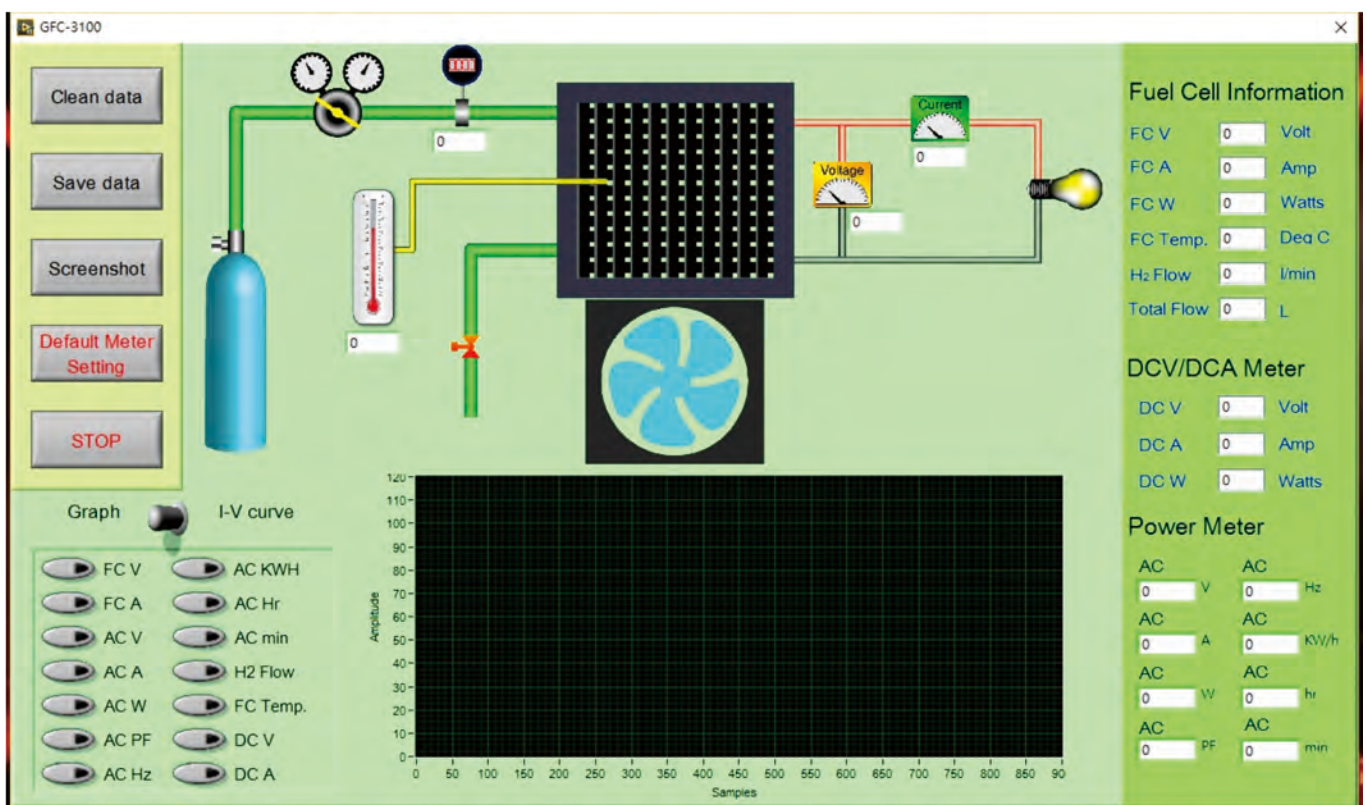 GFC-3100
Clean data
Save data
Screenshot
Default Meter
Setting
STOP
Graph
I-V curve
FC V
AC KWH
FC A
AC Hr
AC V
AC min
AC A
H2 Flow
AC W
FC Temp.
AC PF
DC V
AC Hz
DC A
0
0
Current
0
Voltage
0
120
110
100
90
80
70
60
50
40
30
20
10
0
Amplitude
0 50 100 150 200 250 300 350 400 450 500 550 600 650 700 750 800 850 90
Samples
Fuel Cell Information
FC V 0 Volt
FC A 0 Amp
FC W 0 Watts
FC Temp. 0 Deg C
H2 Flow 0 l/min
Total Flow 0 L
DCV/DCA Meter
DC V 0 Volt
DC A 0 Amp
DC W 0 Watts
Power Meter
AC AC
0 V 0 Hz
AC AC
0 A 0 KW/h
AC AC
0 W 0 hr
AC AC
0 PF 0 min